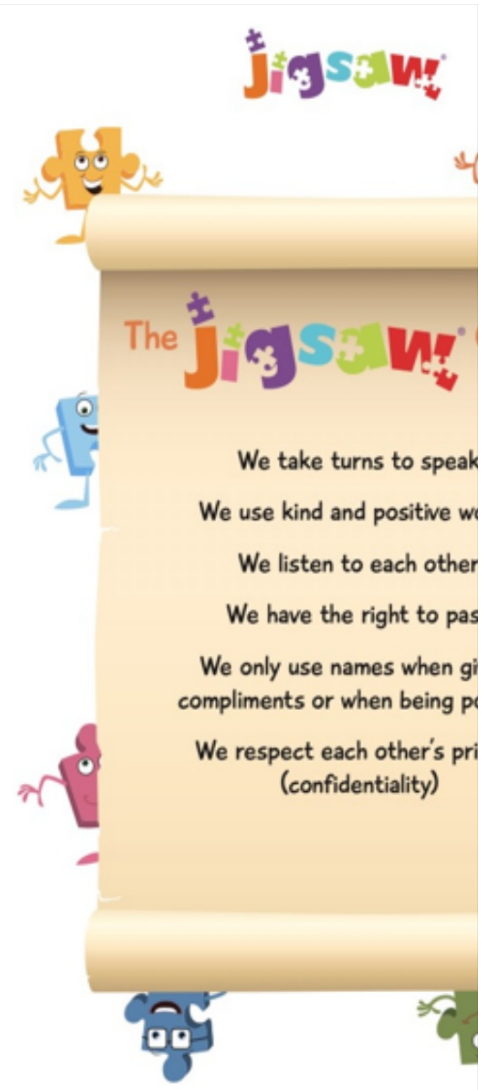 jigsaw
The jigsaw
We take turns to speak
We use kind and positive
We listen to each other
We have the right to
We only use names when
compliments or when being
We respect each other's
(confidentiality)